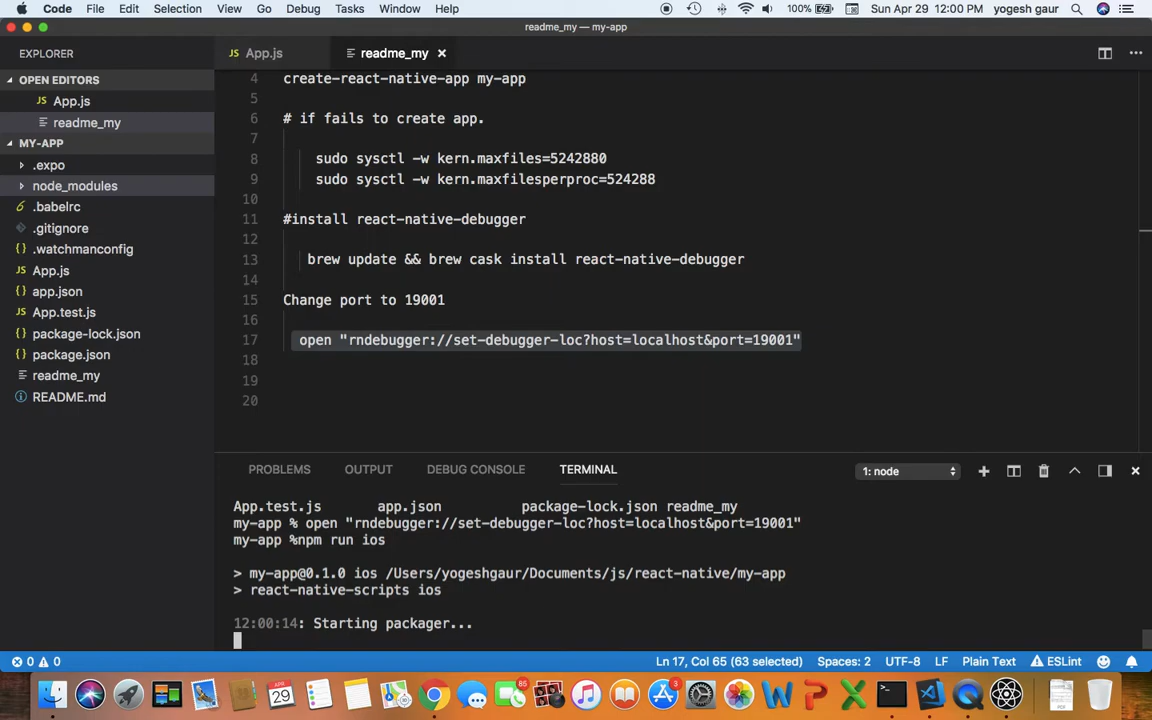 Code File Edit Selection View Go Debug Tasks Window Help 100% Sun Apr 29 12:00 PM yogesh gaur
readme_my — my-app
EXPLORER
OPEN EDITORS
JS App.js
readme_my
MY-APP
.expo
node_modules
.babelrc
.gitignore
{} .watchmanconfig
JS App.js
{} app.json
JS App.test.js
{} package-lock.json
{} package.json
readme_my
README.md
JS App.js readme_my ×
4 create-react-native-app my-app
5
6 # if fails to create app.
7
8 sudo sysctl -w kern.maxfiles=5242880
9 sudo sysctl -w kern.maxfilesperproc=524288
10
11 #install react-native-debugger
12
13 brew update && brew cask install react-native-debugger
14
15 Change port to 19001
16
17 open "rndebugger://set-debugger-loc?host=localhost&port=19001"
18
19
20
PROBLEMS OUTPUT DEBUG CONSOLE TERMINAL 1: node
App.test.js app.json package-lock.json readme_my
my-app % open "rndebugger://set-debugger-loc?host=localhost&port=19001"
my-app %npm run ios
> my-app@0.1.0 ios /Users/yogeshgaur/Documents/js/react-native/my-app
> react-native-scripts ios
12:00:14: Starting packager...
0 0 Ln 17, Col 65 (63 selected) Spaces: 2 UTF-8 LF Plain Text ESLint
29 85 3